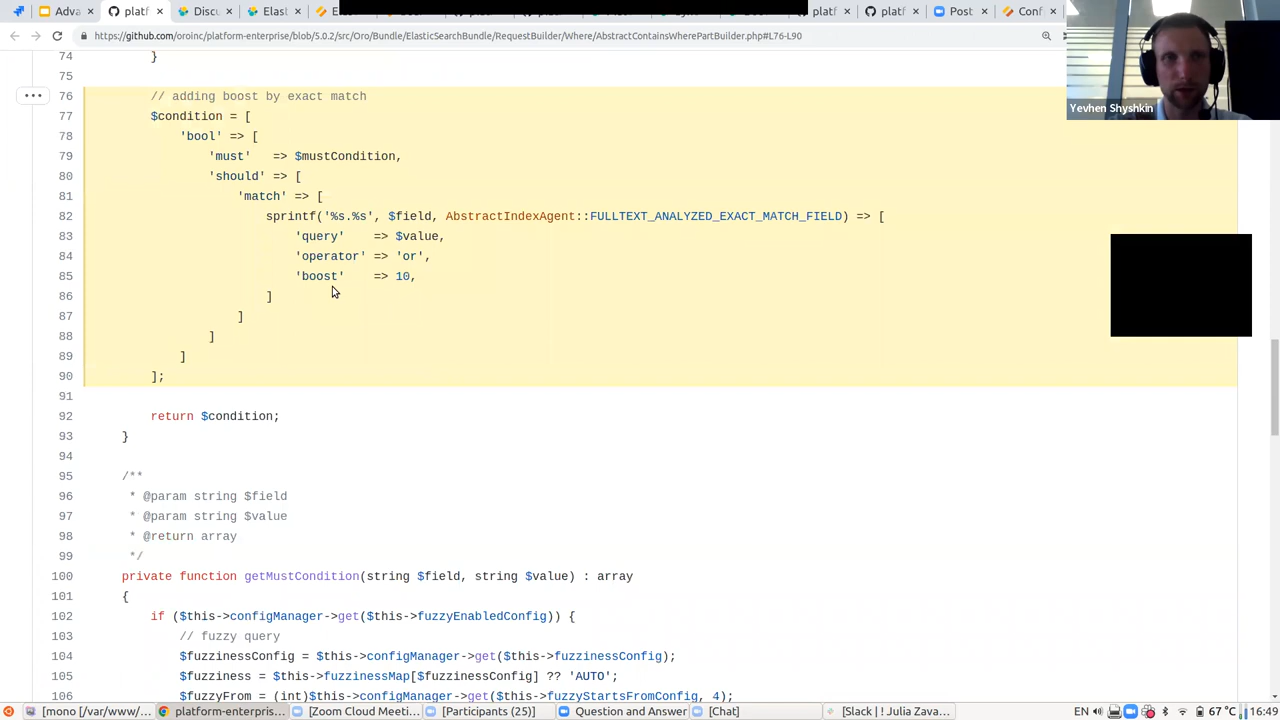 Adva
platf
Discu
Elast
E
platf
platf
Post
Conf
https://github.com/oroinc/platform-enterprise/blob/5.0.2/src/Oro/Bundle/ElasticSearchBundle/RequestBuilder/Where/AbstractContainsWherePartBuilder.php#L76-L90
Yevhen Shyshkin
74 }
75
76 // adding boost by exact match
77 $condition = [
78 'bool' => [
79 'must' => $mustCondition,
80 'should' => [
81 'match' => [
82 sprintf('%s.%s', $field, AbstractIndexAgent::FULLTEXT_ANALYZED_EXACT_MATCH_FIELD) => [
83 'query' => $value,
84 'operator' => 'or',
85 'boost' => 10,
86 ]
87 ]
88 ]
89 ]
90 ];
91
92 return $condition;
93 }
94
95 /**
96 * @param string $field
97 * @param string $value
98 * @return array
99 */
100 private function getMustCondition(string $field, string $value) : array
101 {
102 if ($this->configManager->get($this->fuzzyEnabledConfig)) {
103 // fuzzy query
104 $fuzzinessConfig = $this->configManager->get($this->fuzzinessConfig);
105 $fuzziness = $this->fuzzinessMap[$fuzzinessConfig] ?? 'AUTO';
106 $fuzzyFrom = (int)$this->configManager->get($this->fuzzyStartsFromConfig, 4);
[mono [/var/www/...
platform-enterpris...
[Zoom Cloud Meeti...
[Participants (25)]
Question and Answer
[Chat]
[Slack | ! Julia Zava...
EN
67 °C
16:49